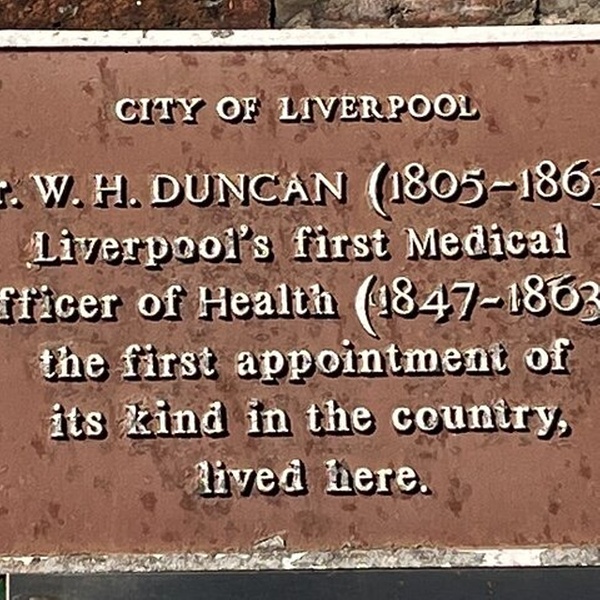 CITY OF LIVERPOOL
r. W. H. DUNCAN (1805-1863
Liverpool's first Medical
fficer of Health (1847-1863
the first appointment of
its kind in the country,
lived here.